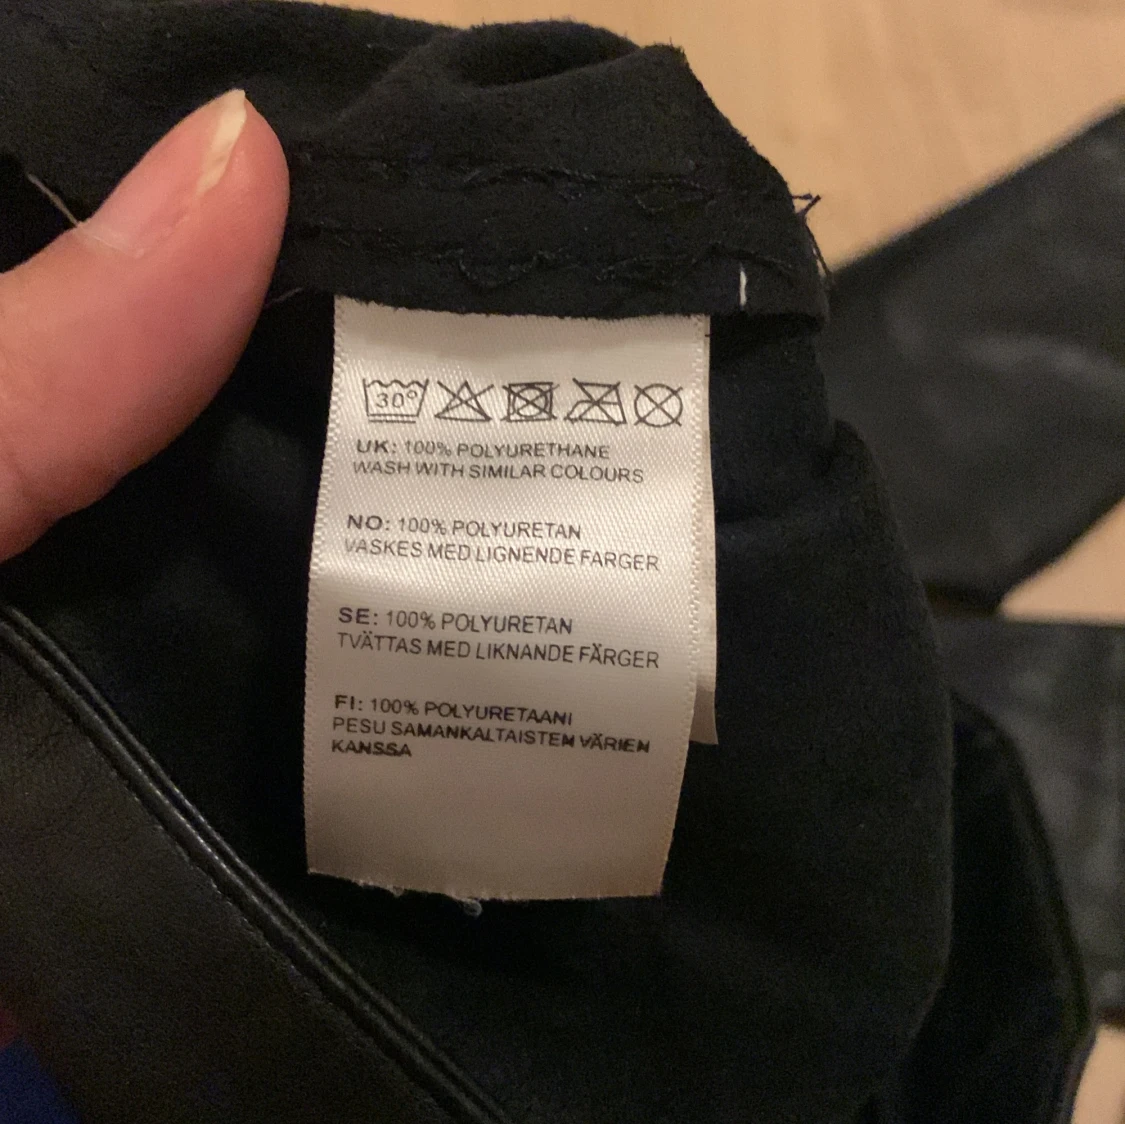 30°
UK: 100% POLYURETHANE
WASH WITH SIMILAR COLOURS
NO: 100% POLYURETAN
VASKES MED LIGNENDE FARGER
SE: 100% POLYURETAN
TVÄTTAS MED LIKNANDE FÄRGER
FI: 100% POLYURETAANI
PESU SAMANKALTAISTEN VÄRIEN
KANSSA